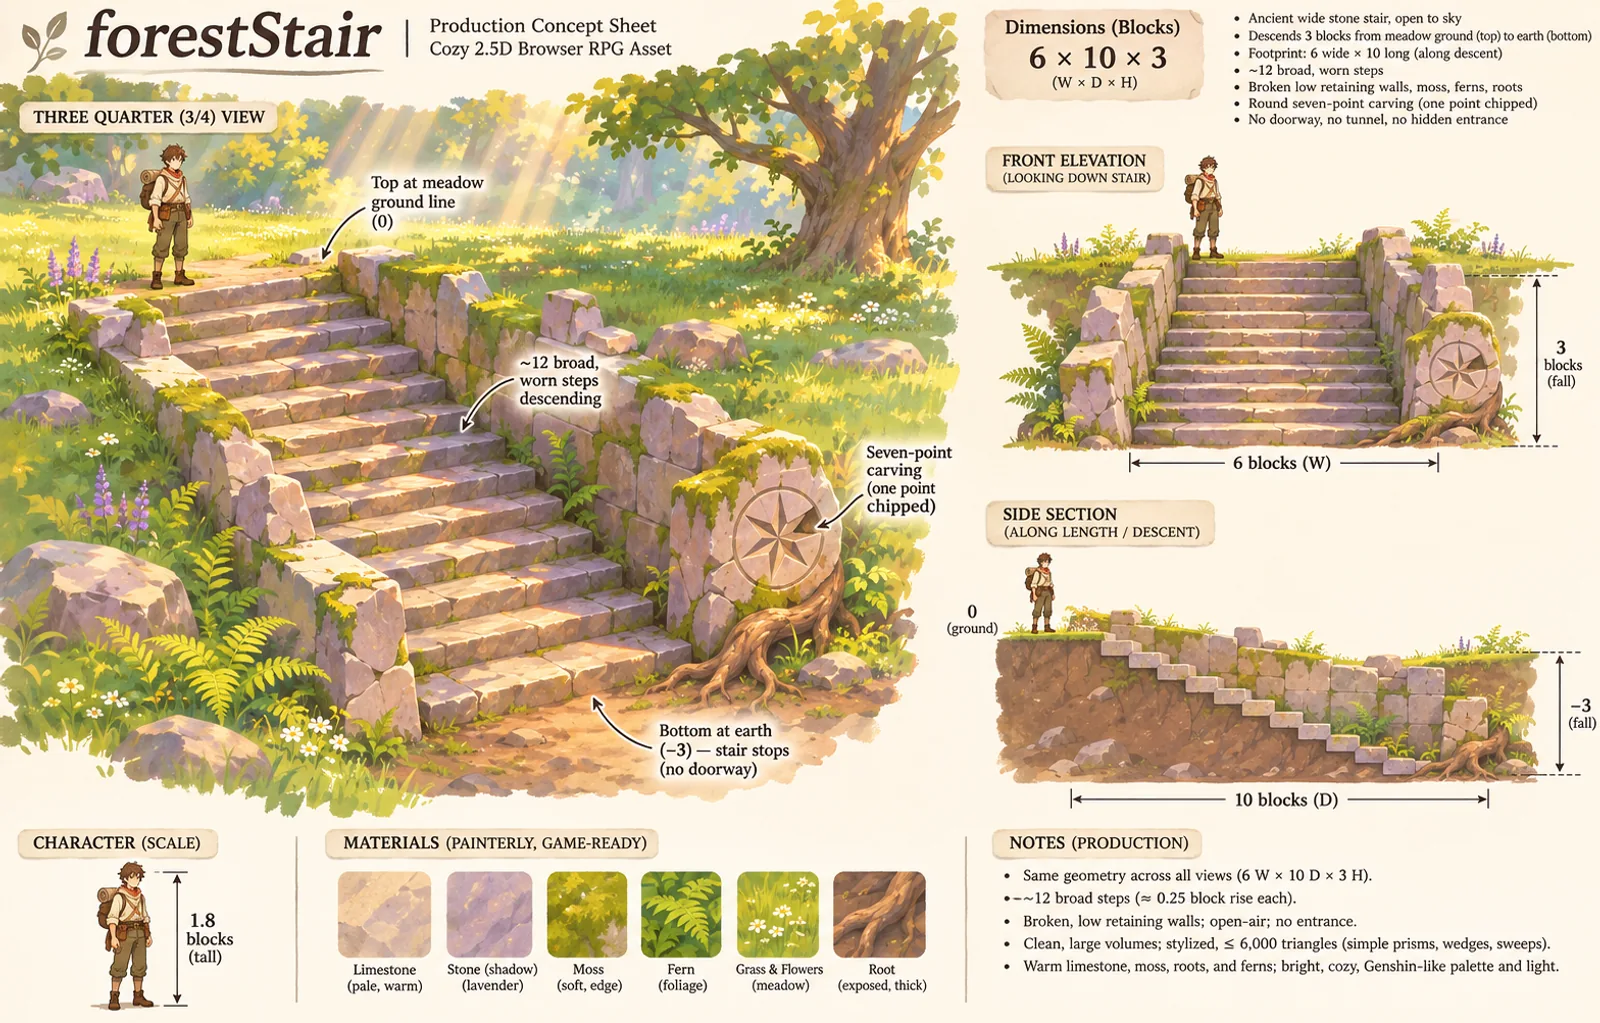 forestStair
Production Concept Sheet
Cozy 2.5D Browser RPG Asset
Dimensions (Blocks)
6 × 10 × 3
(W × D × H)
• Ancient wide stone stair, open to sky
• Descends 3 blocks from meadow ground (top) to earth (bottom)
• Footprint: 6 wide × 10 long (along descent)
• ~12 broad, worn steps
• Broken low retaining walls, moss, ferns, roots
• Round seven-point carving (one point chipped)
• No doorway, no tunnel, no hidden entrance
THREE QUARTER (3/4) VIEW
Top at meadow
ground line
(0)
~12 broad,
worn steps
descending
Seven-point
carving
(one point
chipped)
Bottom at earth
(−3) — stair stops
(no doorway)
FRONT ELEVATION
(LOOKING DOWN STAIR)
3
blocks
(fall)
6 blocks (W)
SIDE SECTION
(ALONG LENGTH / DESCENT)
0
(ground)
−3
(fall)
10 blocks (D)
CHARACTER (SCALE)
1.8
blocks
(tall)
MATERIALS (PAINTERLY, GAME-READY)
Limestone
(pale, warm)
Stone (shadow)
(lavender)
Moss
(soft, edge)
Fern
(foliage)
Grass & Flowers
(meadow)
Root
(exposed, thick)
NOTES (PRODUCTION)
• Same geometry across all views (6 W × 10 D × 3 H).
•–~12 broad steps (≈ 0.25 block rise each).
• Broken, low retaining walls; open-air; no entrance.
• Clean, large volumes; stylized, ≤ 6,000 triangles (simple prisms, wedges, sweeps).
• Warm limestone, moss, roots, and ferns; bright, cozy, Genshin-like palette and light.